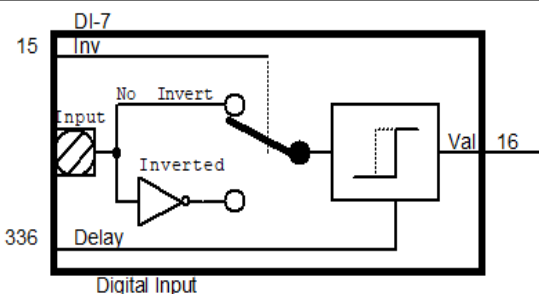 DI-7
15 Inv
No Invert
Input
Inverted
Val 16
336 Delay
Digital Input